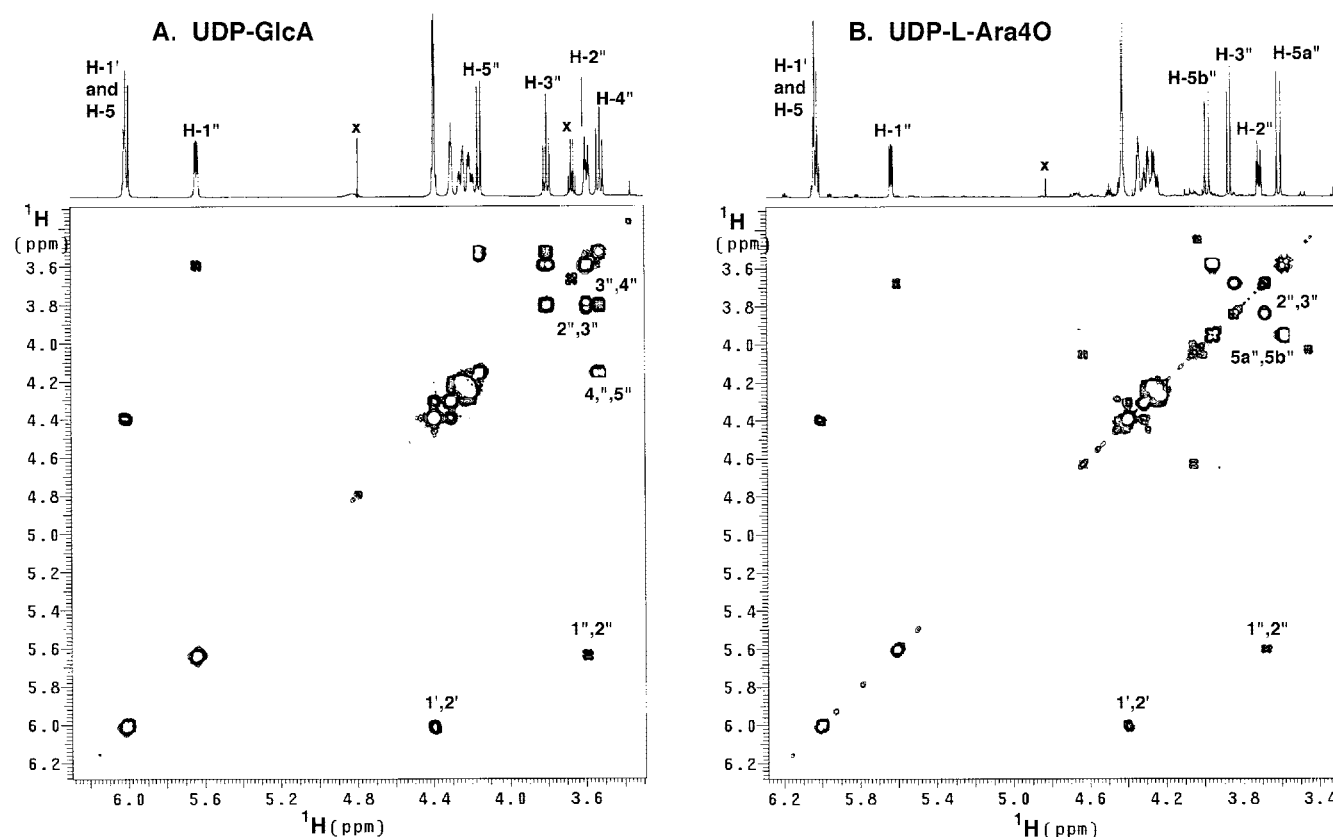 A. UDP-GlcA
H-1'
and
H-5
H-1"
x
H-5"
H-3"
x
H-2"
H-4"
1H
(ppm)
3.6
3.8
4.0
4.2
4.4
4.6
4.8
5.0
5.2
5.4
5.6
5.8
6.0
6.2
3",4"
2",3"
4,",5"
1",2"
1',2'
6.0
5.6
5.2
4.8
4.4
4.0
3.6
1H (ppm)
B. UDP-L-Ara4O
H-1'
and
H-5
H-1"
x
H-5b"
H-3"
H-2"
H-5a"
1H
(ppm)
3.6
3.8
4.0
4.2
4.4
4.6
4.8
5.0
5.2
5.4
5.6
5.8
6.0
6.2
2",3"
5a",5b"
1",2"
1',2'
6.0
5.8
5.4
5.0
4.6
4.2
3.8
3.4
1H (ppm)